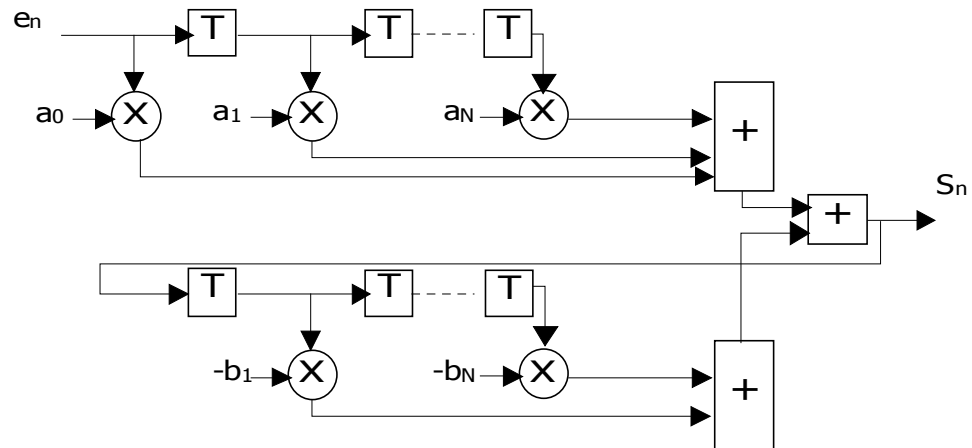 eₙ
T T T
X X X
a₀ a₁ a_N
+
Sₙ
+
T T T
-b₁ X -b_N X
+